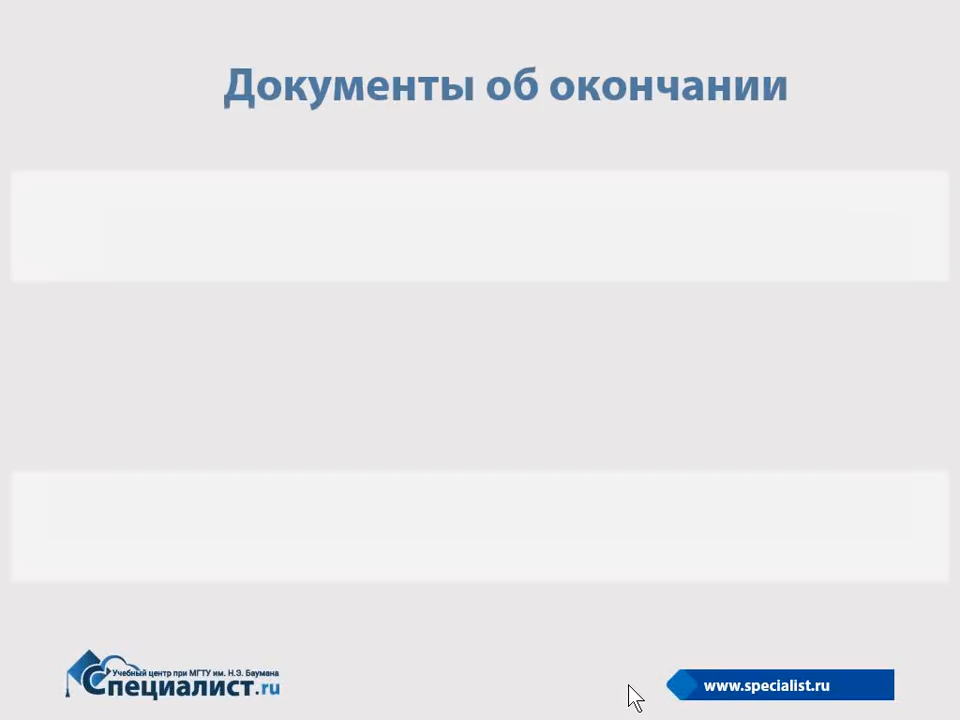 Документы об окончании
Учебный центр при МГТУ им. Н.Э. Баумана
Специалист.ru
www.specialist.ru